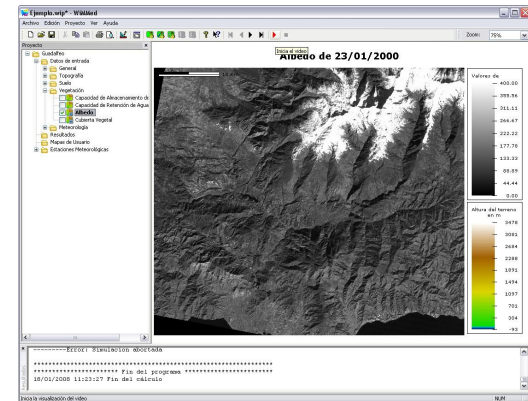 Ejemplo.wrip* - WiMMed
Archivo Edición Proyecto Ver Ayuda
Zoom: 75%
Inicia el video
Proyecto
Guadalfeo
Datos de entrada
General
Topografía
Suelo
Vegetación
Capacidad de Almacenamiento de
Capacidad de Retención de Agua
Albedo
Cubierta Vegetal
Meteorología
Resultados
Mapas de Usuario
Estaciones Meteorológicas
Albedo de 23/01/2000
Valores de
400.00
355.56
311.11
266.67
222.22
177.78
133.33
88.89
44.44
0.00
Altura del terreno
en m
3478
3081
2684
2288
1891
1494
1097
701
304
-93
----------Error: Simulacion abortada
**********************************************************
********************** Fin del programa **********************
18/01/2008 11:23:27 Fin del cálculo
Inicia la visualización del video
NUM